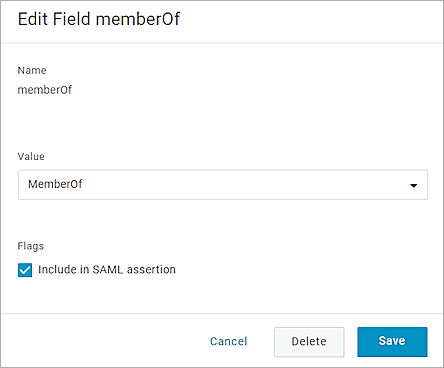 Edit Field memberOf
Name
memberOf
Value
MemberOf
Flags
Include in SAML assertion
Cancel Delete Save